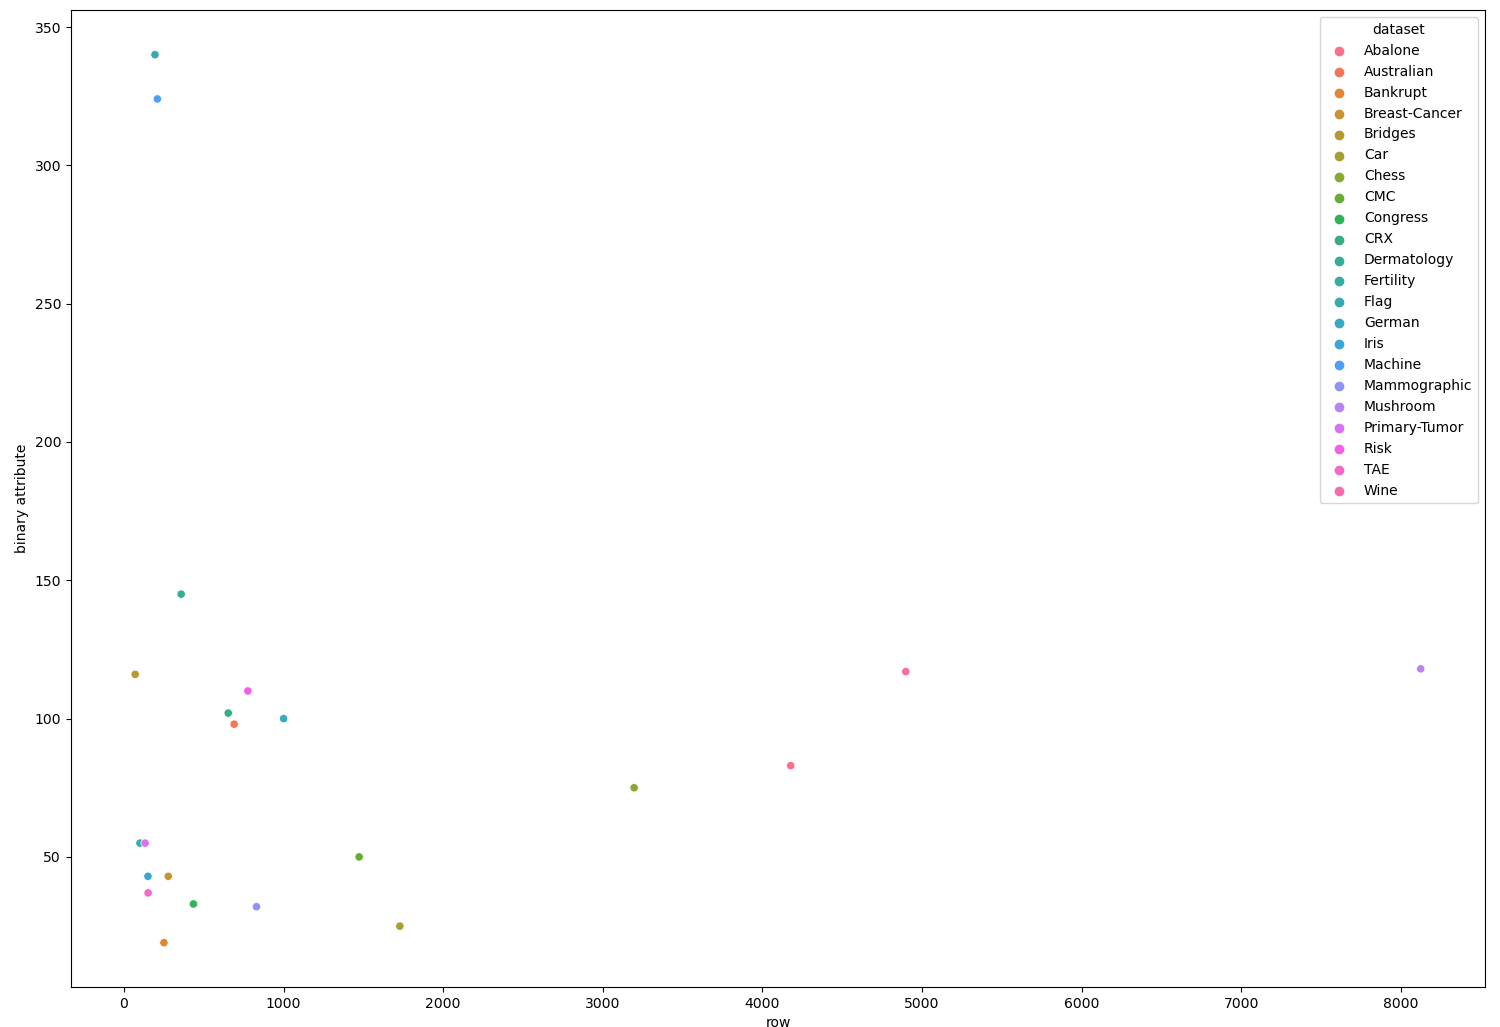 350
300
250
200
150
100
50
binary attribute
0 1000 2000 3000 4000 5000 6000 7000 8000
row
dataset
Abalone
Australian
Bankrupt
Breast-Cancer
Bridges
Car
Chess
CMC
Congress
CRX
Dermatology
Fertility
Flag
German
Iris
Machine
Mammographic
Mushroom
Primary-Tumor
Risk
TAE
Wine